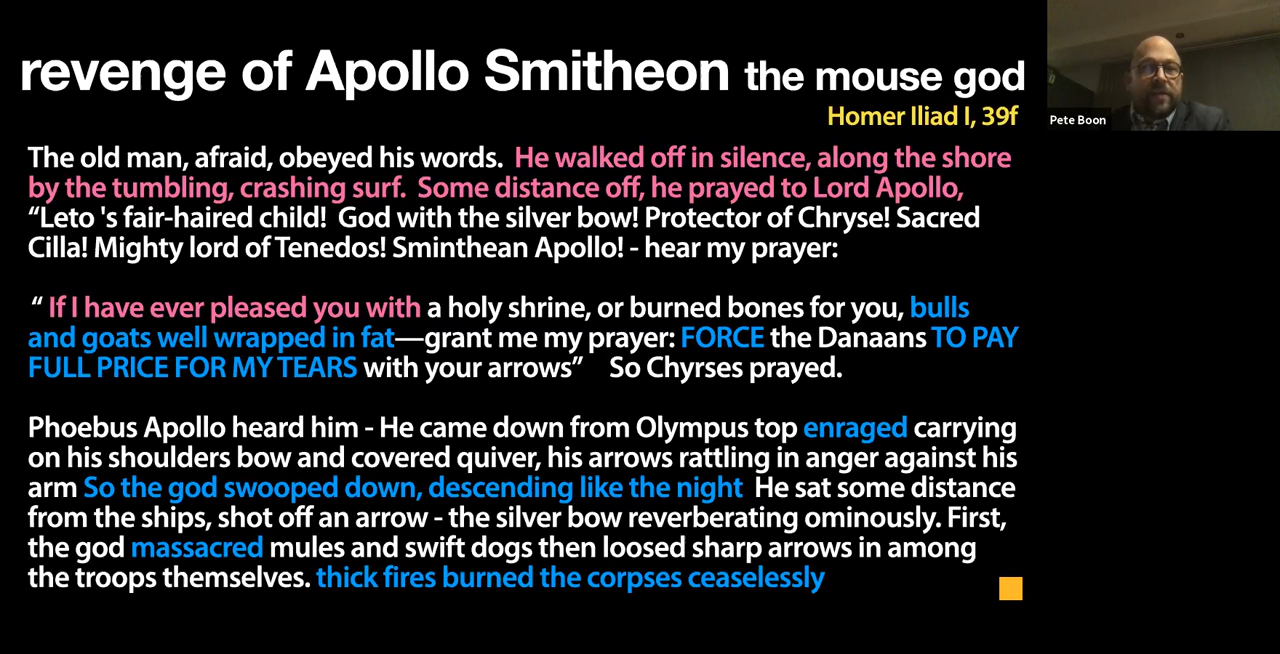 revenge of Apollo Smitheon the mouse god
Homer Iliad I, 39f
Pete Boon
The old man, afraid, obeyed his words.  He walked off in silence, along the shore
by the tumbling, crashing surf.  Some distance off, he prayed to Lord Apollo,
“Leto 's fair-haired child!  God with the silver bow! Protector of Chryse! Sacred
Cilla! Mighty lord of Tenedos! Sminthean Apollo! - hear my prayer:
“ If I have ever pleased you with a holy shrine, or burned bones for you, bulls
and goats well wrapped in fat—grant me my prayer: FORCE the Danaans TO PAY
FULL PRICE FOR MY TEARS with your arrows”    So Chyrses prayed.
Phoebus Apollo heard him - He came down from Olympus top enraged carrying
on his shoulders bow and covered quiver, his arrows rattling in anger against his
arm So the god swooped down, descending like the night  He sat some distance
from the ships, shot off an arrow - the silver bow reverberating ominously. First,
the god massacred mules and swift dogs then loosed sharp arrows in among
the troops themselves. thick fires burned the corpses ceaselessly